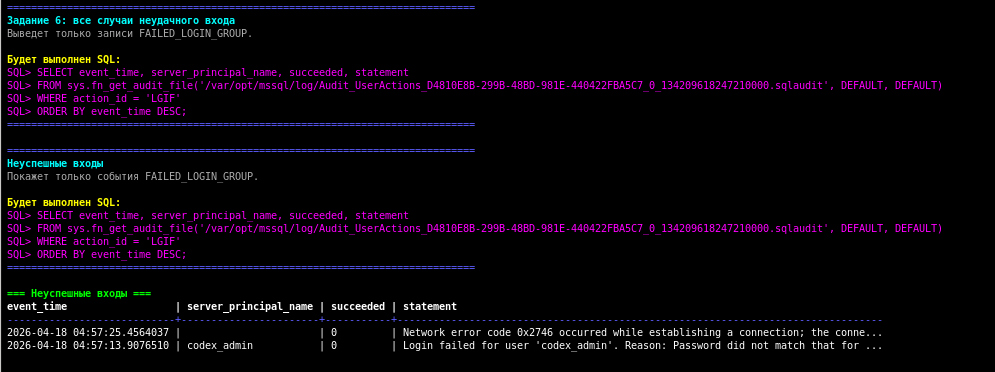 ================================================================================
Задание 6: все случаи неудачного входа
Выведет только записи FAILED_LOGIN_GROUP.
Будет выполнен SQL:
SQL> SELECT event_time, server_principal_name, succeeded, statement
SQL> FROM sys.fn_get_audit_file('/var/opt/mssql/log/Audit_UserActions_D4810E8B-299B-48BD-981E-440422FBA5C7_0_134209618247210000.sqlaudit', DEFAULT, DEFAULT)
SQL> WHERE action_id = 'LGIF'
SQL> ORDER BY event_time DESC;
================================================================================
================================================================================
Неуспешные входы
Покажет только события FAILED_LOGIN_GROUP.
Будет выполнен SQL:
SQL> SELECT event_time, server_principal_name, succeeded, statement
SQL> FROM sys.fn_get_audit_file('/var/opt/mssql/log/Audit_UserActions_D4810E8B-299B-48BD-981E-440422FBA5C7_0_134209618247210000.sqlaudit', DEFAULT, DEFAULT)
SQL> WHERE action_id = 'LGIF'
SQL> ORDER BY event_time DESC;
================================================================================
=== Неуспешные входы ===
event_time | server_principal_name | succeeded | statement
----------------------------+-----------------------+-----------+--------------------------------------------------------------------------------
2026-04-18 04:57:25.4564037 | | 0 | Network error code 0x2746 occurred while establishing a connection; the conne...
2026-04-18 04:57:13.9076510 | codex_admin | 0 | Login failed for user 'codex_admin'. Reason: Password did not match that for ...